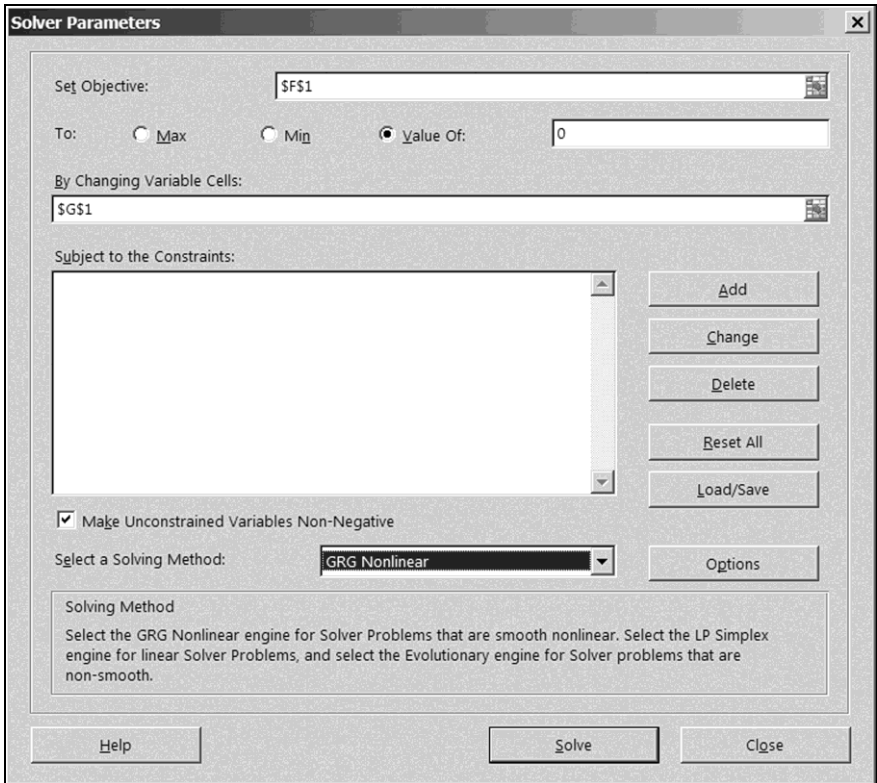 Solver Parameters
Set Objective:
$F$1
To:
Max
Min
Value Of:
0
By Changing Variable Cells:
$G$1
Subject to the Constraints:
Add
Change
Delete
Reset All
Load/Save
Make Unconstrained Variables Non-Negative
Select a Solving Method:
GRG Nonlinear
Options
Solving Method
Select the GRG Nonlinear engine for Solver Problems that are smooth nonlinear. Select the LP Simplex
engine for linear Solver Problems, and select the Evolutionary engine for Solver problems that are
non-smooth.
Help
Solve
Close